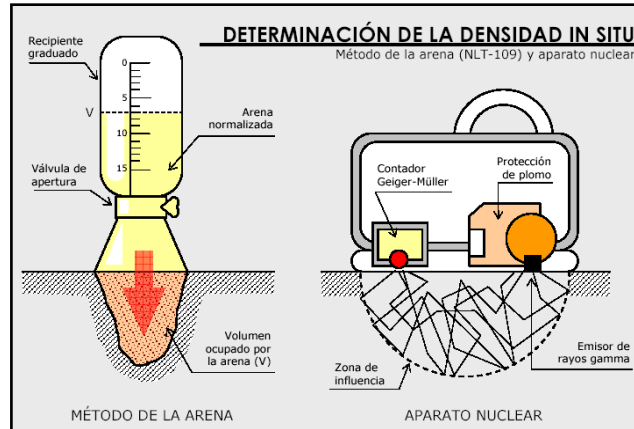 DETERMINACIÓN DE LA DENSIDAD IN SITU
Método de la arena (NLT-109) y aparato nuclear
Recipiente
graduado
0
5
V
10
15
Arena
normalizada
Válvula de
apertura
Volumen
ocupado por
la arena (V)
MÉTODO DE LA ARENA
Contador
Geiger-Müller
Protección
de plomo
Zona de
influencia
Emisor de
rayos gamma
APARATO NUCLEAR